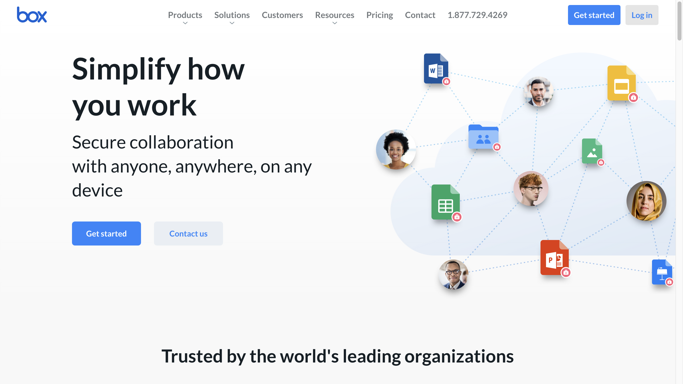 box
Products Solutions Customers Resources Pricing Contact 1.877.729.4269
Get started Log in
Simplify how
you work
Secure collaboration
with anyone, anywhere, on any
device
Get started Contact us
W
P
Trusted by the world's leading organizations